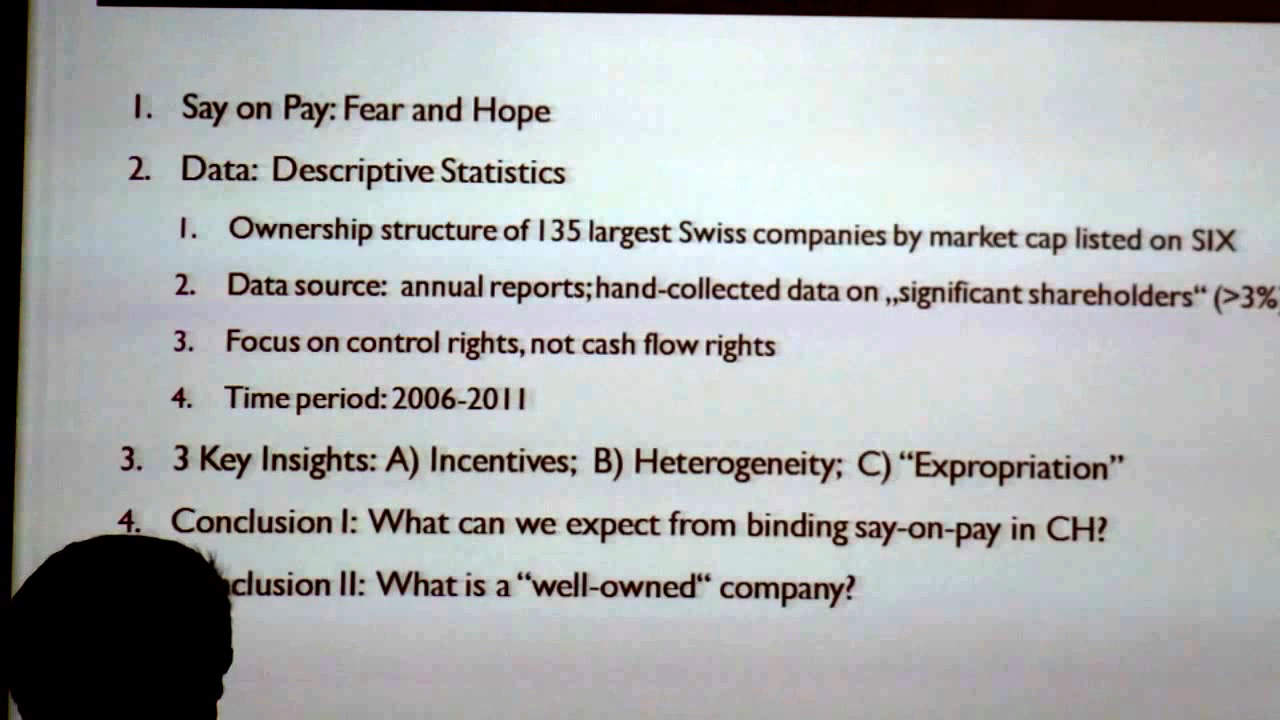 1. Say on Pay: Fear and Hope
2. Data: Descriptive Statistics
1. Ownership structure of 135 largest Swiss companies by market cap listed on SIX
2. Data source: annual reports; hand-collected data on „significant shareholders“ (>3%)
3. Focus on control rights, not cash flow rights
4. Time period: 2006-2011
3. 3 Key Insights: A) Incentives; B) Heterogeneity; C) “Expropriation”
4. Conclusion I: What can we expect from binding say-on-pay in CH?
clusion II: What is a “well-owned“ company?